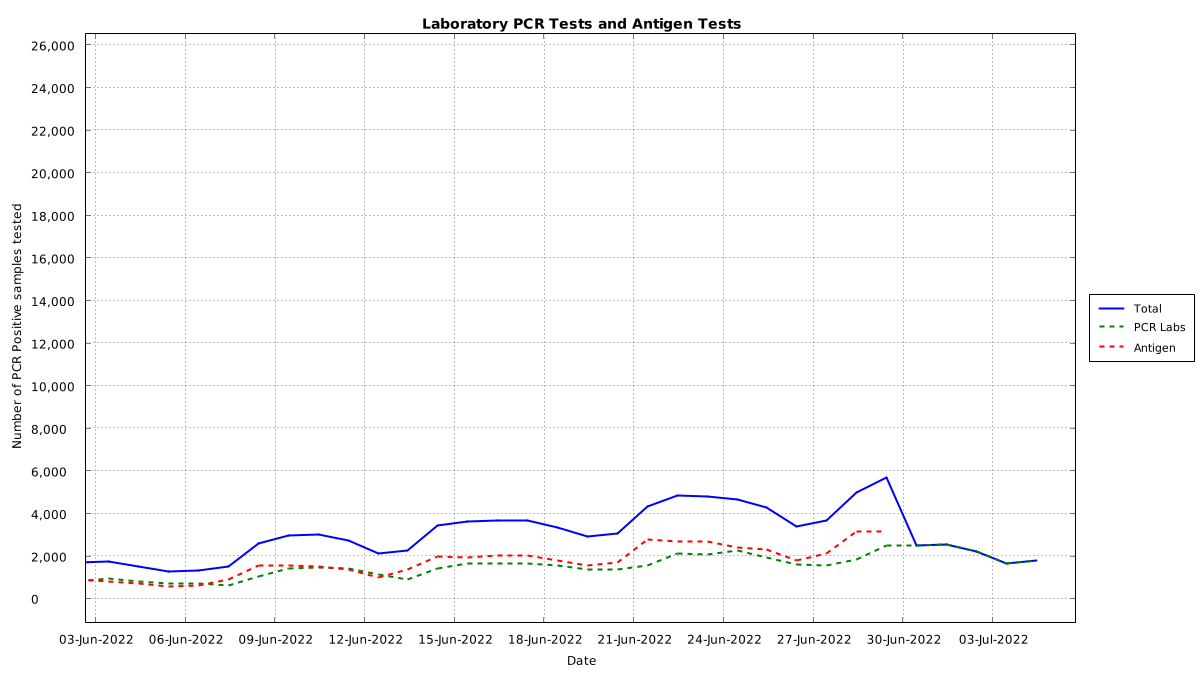 Laboratory PCR Tests and Antigen Tests
26,000
24,000
22,000
20,000
18,000
16,000
14,000
12,000
10,000
8,000
6,000
4,000
2,000
0
Number of PCR Positive samples tested
03-Jun-2022 06-Jun-2022 09-Jun-2022 12-Jun-2022 15-Jun-2022 18-Jun-2022 21-Jun-2022 24-Jun-2022 27-Jun-2022 30-Jun-2022 03-Jul-2022
Date
Total
PCR Labs
Antigen